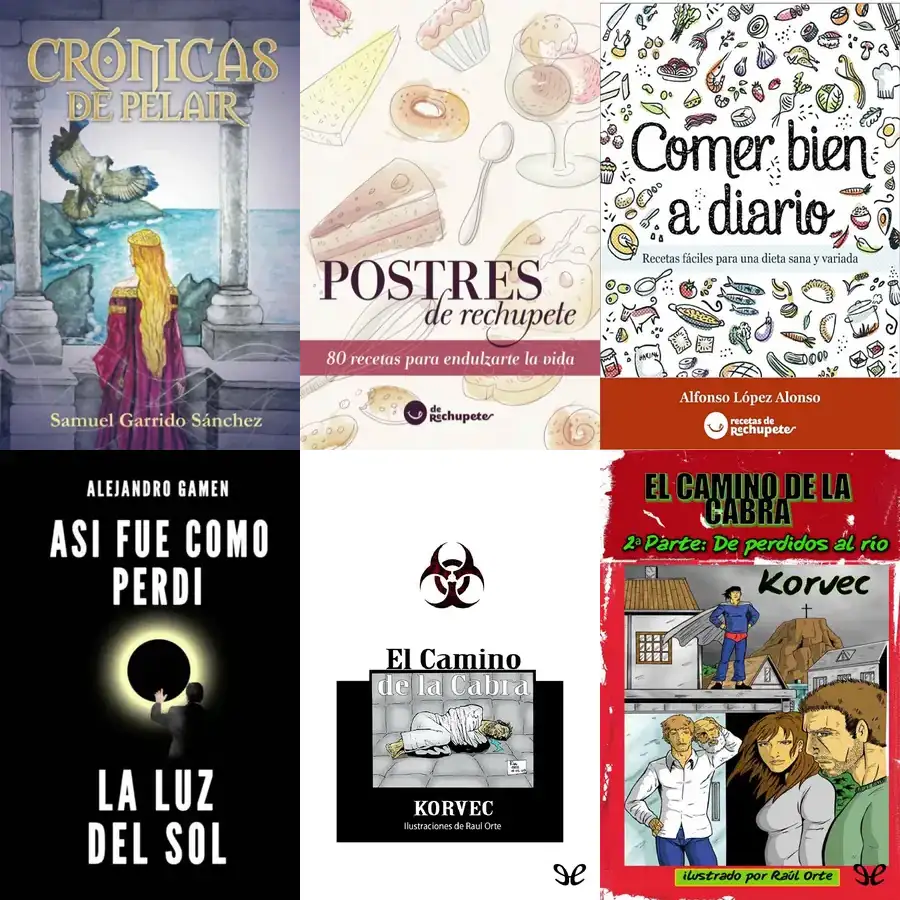 CRÓNICAS
DE PELAIR
Samuel Garrido Sánchez
POSTRES
de rechupete
80 recetas para endulzarte la vida
de
Rechupete
Comer bien
a diario
Recetas fáciles para una dieta sana y variada
HARINA
Alfonso López Alonso
recetas de
Rechupete
ALEJANDRO GAMEN
ASI FUE COMO
PERDI
LA LUZ
DEL SOL
El Camino
de la Cabra
KORVEC
Ilustraciones de Raul Orte
EL CAMINO DE LA
CABRA
2ª Parte: De perdidos al rio
Korvec
ilustrado por Raúl Orte